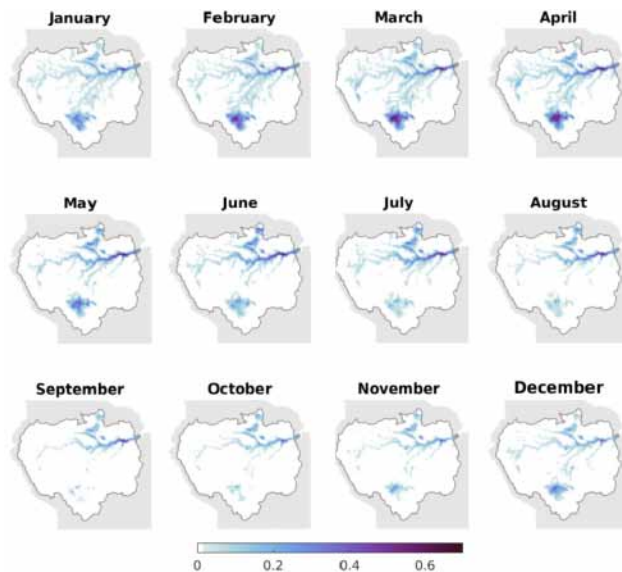 January February March April
May June July August
September October November December
0 0.2 0.4 0.6